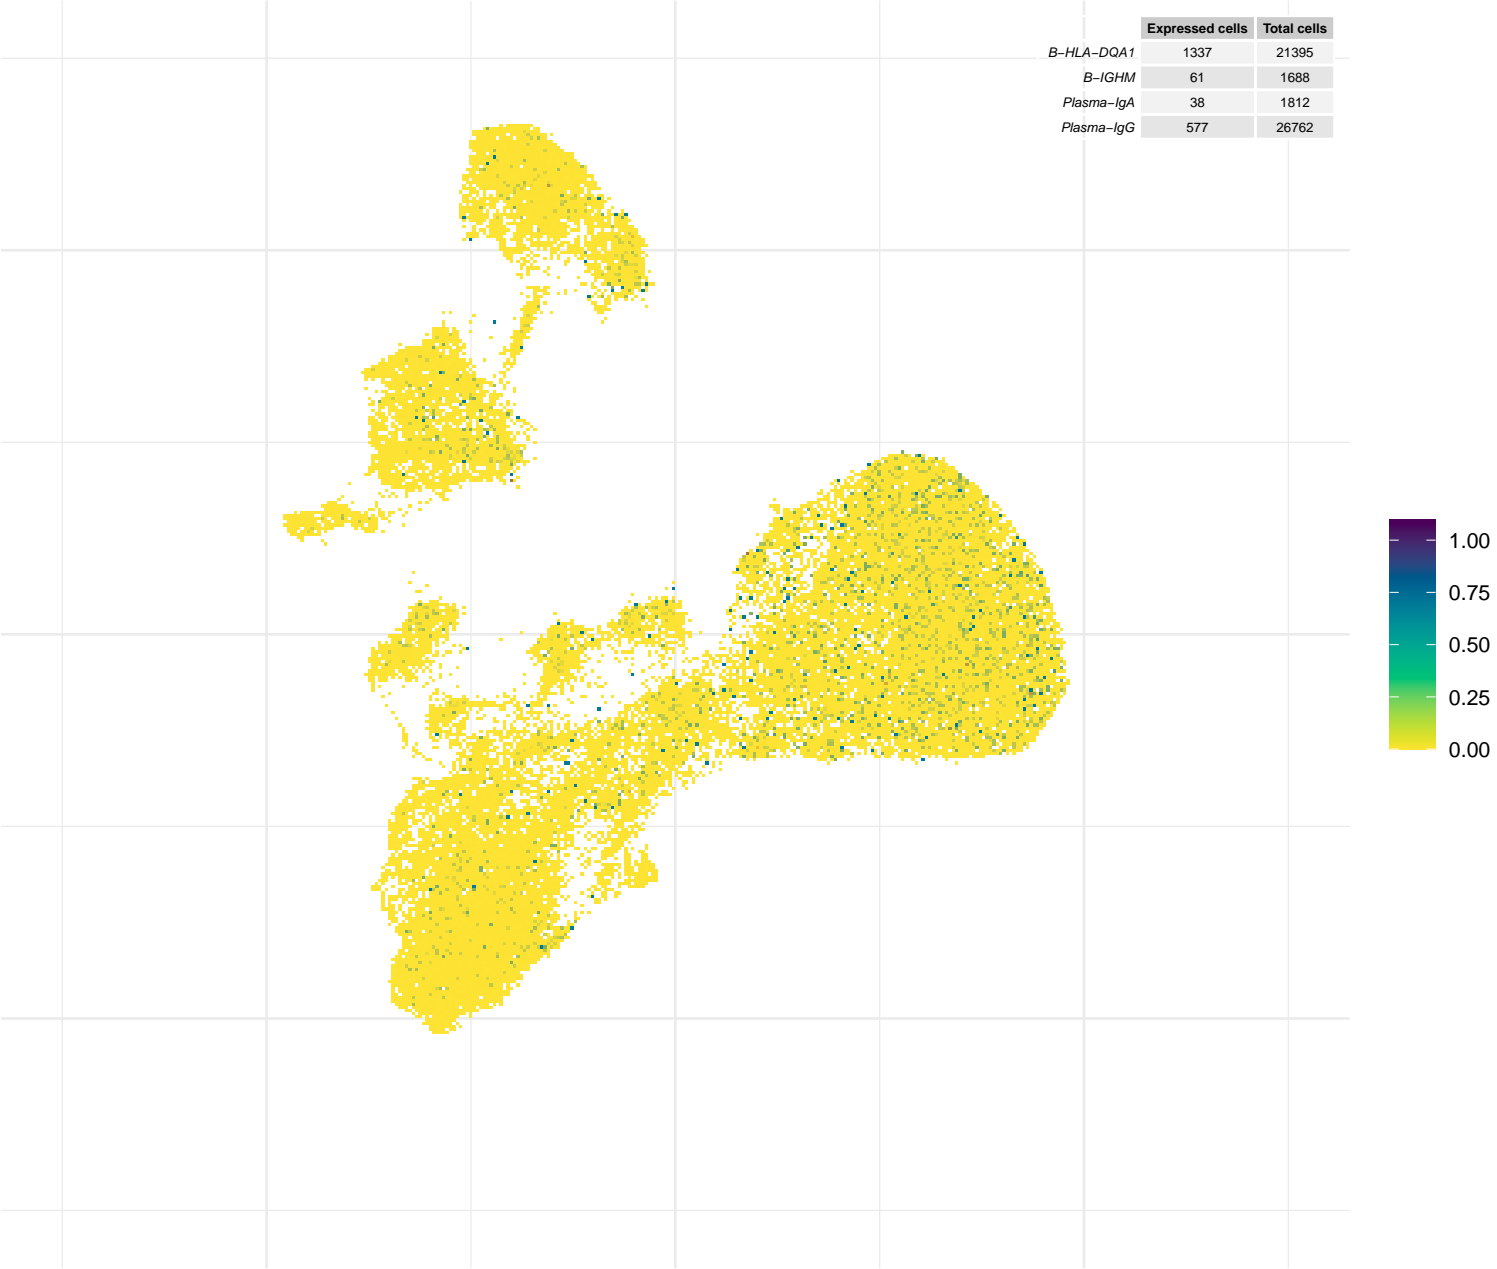 Expressed cells Total cells
B−HLA−DQA1 1337 21395
B−IGHM 61 1688
Plasma−IgA 38 1812
Plasma−IgG 577 26762
1.00
0.75
0.50
0.25
0.00